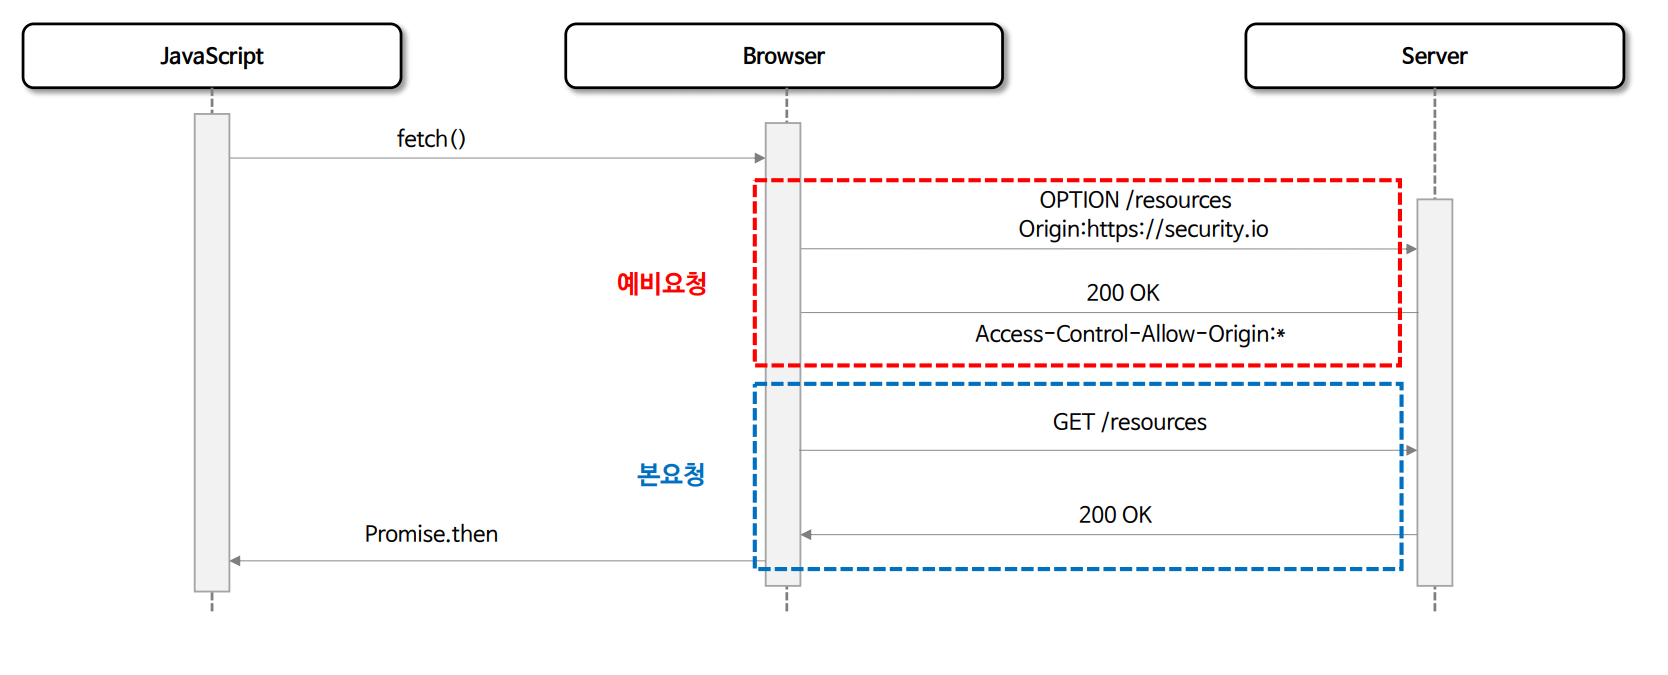 JavaScript
Browser
Server
fetch()
OPTION /resources
Origin:https://security.io
예비요청
200 OK
Access-Control-Allow-Origin:*
GET /resources
본요청
200 OK
Promise.then